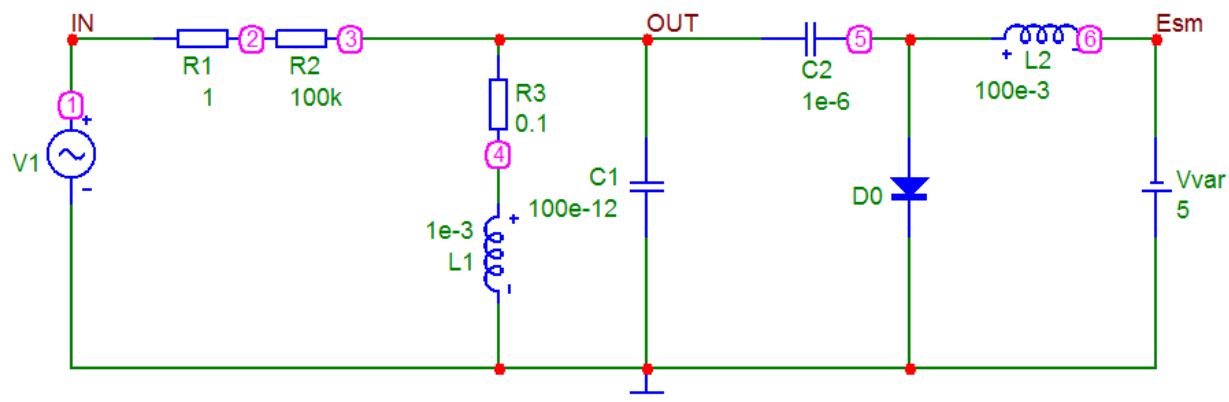 IN
OUT
Esm
2
3
5
6
R1
1
R2
100k
C2
1e-6
L2
100e-3
1
+
V1
-
R3
0.1
4
C1
100e-12
D0
Vvar
5
1e-3
L1
+
-
+
-